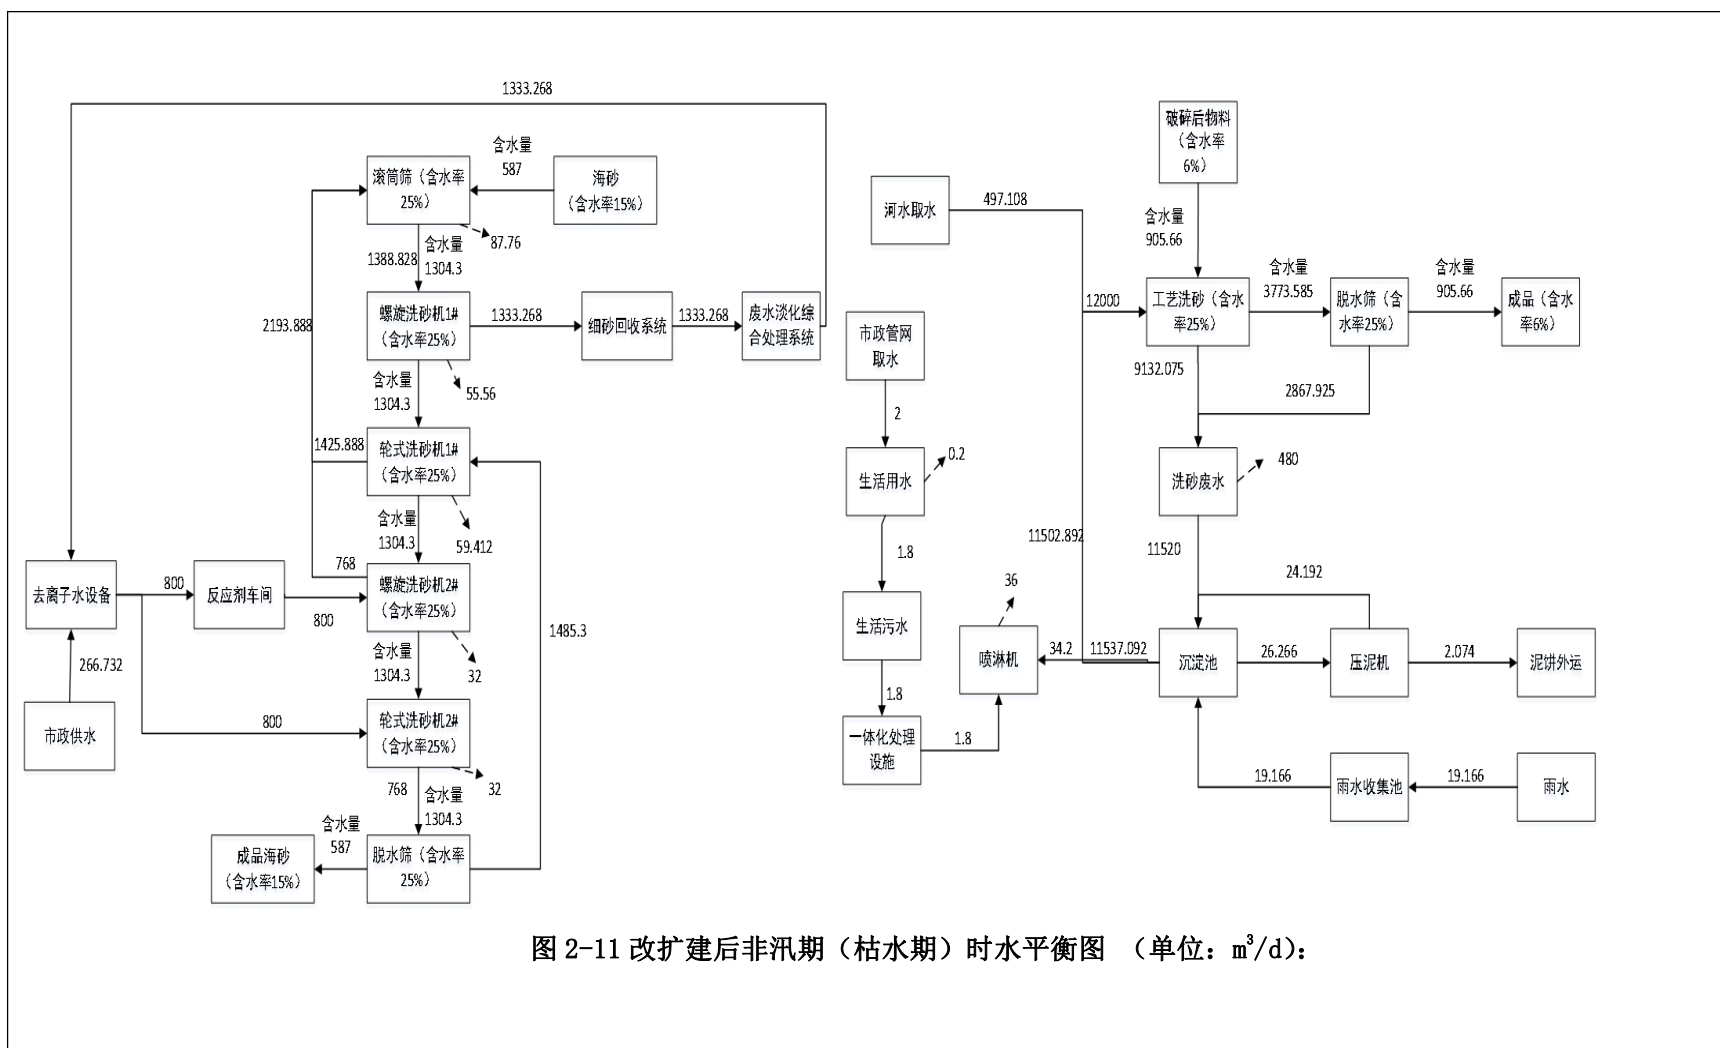 1333.268
含水量
587
滚筒筛（含水率
25%）
海砂
（含水率15%）
87.76
1388.828
含水量
1304.3
2193.888
螺旋洗砂机1#
（含水率25%）
1333.268
细砂回收系统
1333.268
废水淡化综
合处理系统
含水量
1304.3
55.56
1425.888
轮式洗砂机1#
（含水率25%）
含水量
1304.3
59.412
768
去离子水设备
800
反应剂车间
800
螺旋洗砂机2#
（含水率25%）
1485.3
266.732
含水量
1304.3
32
市政供水
800
轮式洗砂机2#
（含水率25%）
768
含水量
1304.3
32
含水量
587
成品海砂
（含水率15%）
脱水筛（含水率
25%）
破碎后物料
（含水率
6%）
河水取水
497.108
含水量
905.66
12000
工艺洗砂（含水
率25%）
含水量
3773.585
脱水筛（含
水率25%）
含水量
905.66
成品（含水
率6%）
市政管网
取水
9132.075
2867.925
2
生活用水
0.2
洗砂废水
480
11502.892
11520
1.8
24.192
36
生活污水
喷淋机
34.2
11537.092
沉淀池
26.266
压泥机
2.074
泥饼外运
1.8
一体化处理
设施
1.8
19.166
雨水收集池
19.166
雨水
图 2-11 改扩建后非汛期（枯水期）时水平衡图 （单位：m³/d）：